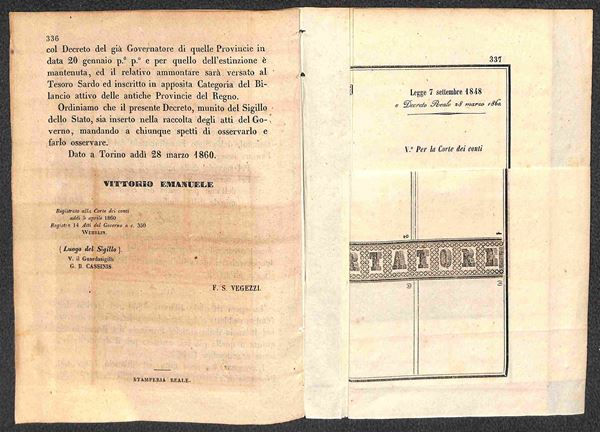 336
col Decreto del già Governatore di quelle Provincie in
data 20 gennaio p.º p.º e per quello dell'estinzione è
mantenuta, ed il relativo ammontare sarà versato al
Tesoro Sardo ed inscritto in apposita Categoria del Bi-
lancio attivo delle antiche Provincie del Regno.
Ordiniamo che il presente Decreto, munito del Sigillo
dello Stato, sia inserto nella raccolta degli atti del Go-
verno, mandando a chiunque spetti di osservarlo e
farlo osservare.
Dato a Torino addì 28 marzo 1860.
VITTORIO EMANUELE
Registrato alla Corte dei conti
addì 5 aprile 1860
Registro 14 Atti del Governo a c. 350
WEHRLIN.
(Luogo del Sigillo).
V. il Guardasigilli
G. B. CASSINIS.
F. S. VEGEZZI.
STAMPERIA REALE.
337
Legge 7 settembre 1848
e Decreto Reale 28 marzo 1860
V.º Per la Corte dei conti
RTATORE